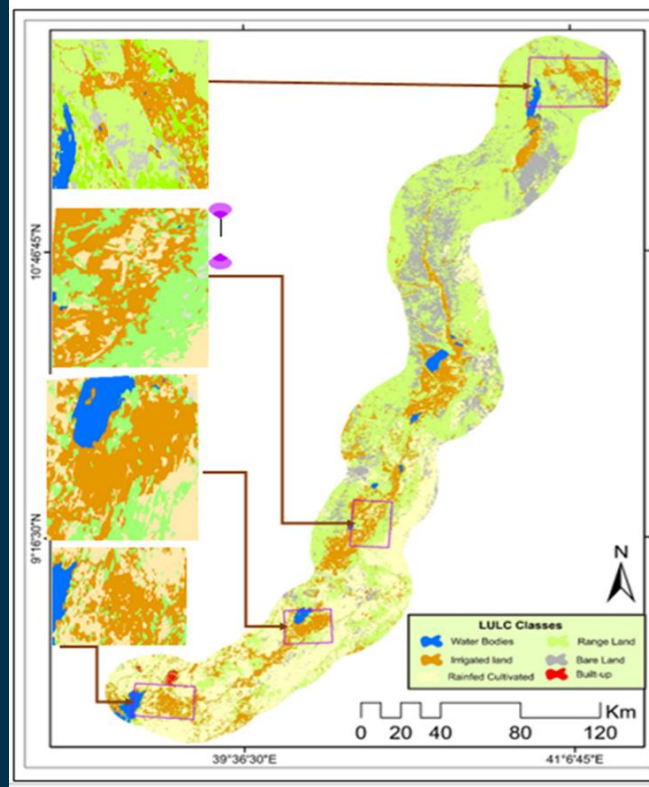 10°46'45"N
9°16'30"N
N
LULC Classes
Water Bodies
Range Land
Irrigated land
Bare Land
Rainfed Cultivated
Built-up
Km
0 20 40 80 120
39°36'30"E
41°6'45"E